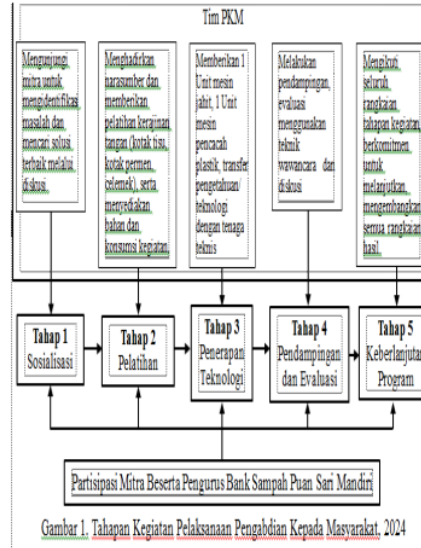 Tim PKM
Mengunjungi
mitra untuk
mengidentifikasi
masalah dan
mencari solusi
terbaik melalui
diskusi.
Menghadirkan
narasumber dan
memberikan
pelatihan kerajinan
tangan (kotak tisu,
kotak permen,
celemek), serta
menyediakan
bahan dan
konsumsi kegiatan.
Memberikan 1
Unit mesin
jahit, 1 Unit
mesin
pencacah
plastik, transfer
pengetahuan/
teknologi
dengan tenaga
teknis
Melakukan
pendampingan,
evaluasi
menggunakan
teknik
wawancara dan
diskusi
Mengikuti
seluruh
rangkaian
tahapan kegiatan,
berkomitmen
untuk
melanjutkan,
mengembangkan
semua rangkaian
hasil.
Tahap 1
Sosialisasi
Tahap 2
Pelatihan
Tahap 3
Penerapan
Teknologi
Tahap 4
Pendampingan
dan Evaluasi
Tahap 5
Keberlanjutan
Program
Partisipasi Mitra Beserta Pengurus Bank Sampah Puan Sari Mandiri
Gambar 1. Tahapan Kegiatan Pelaksanaan Pengabdian Kepada Masyarakat, 2024